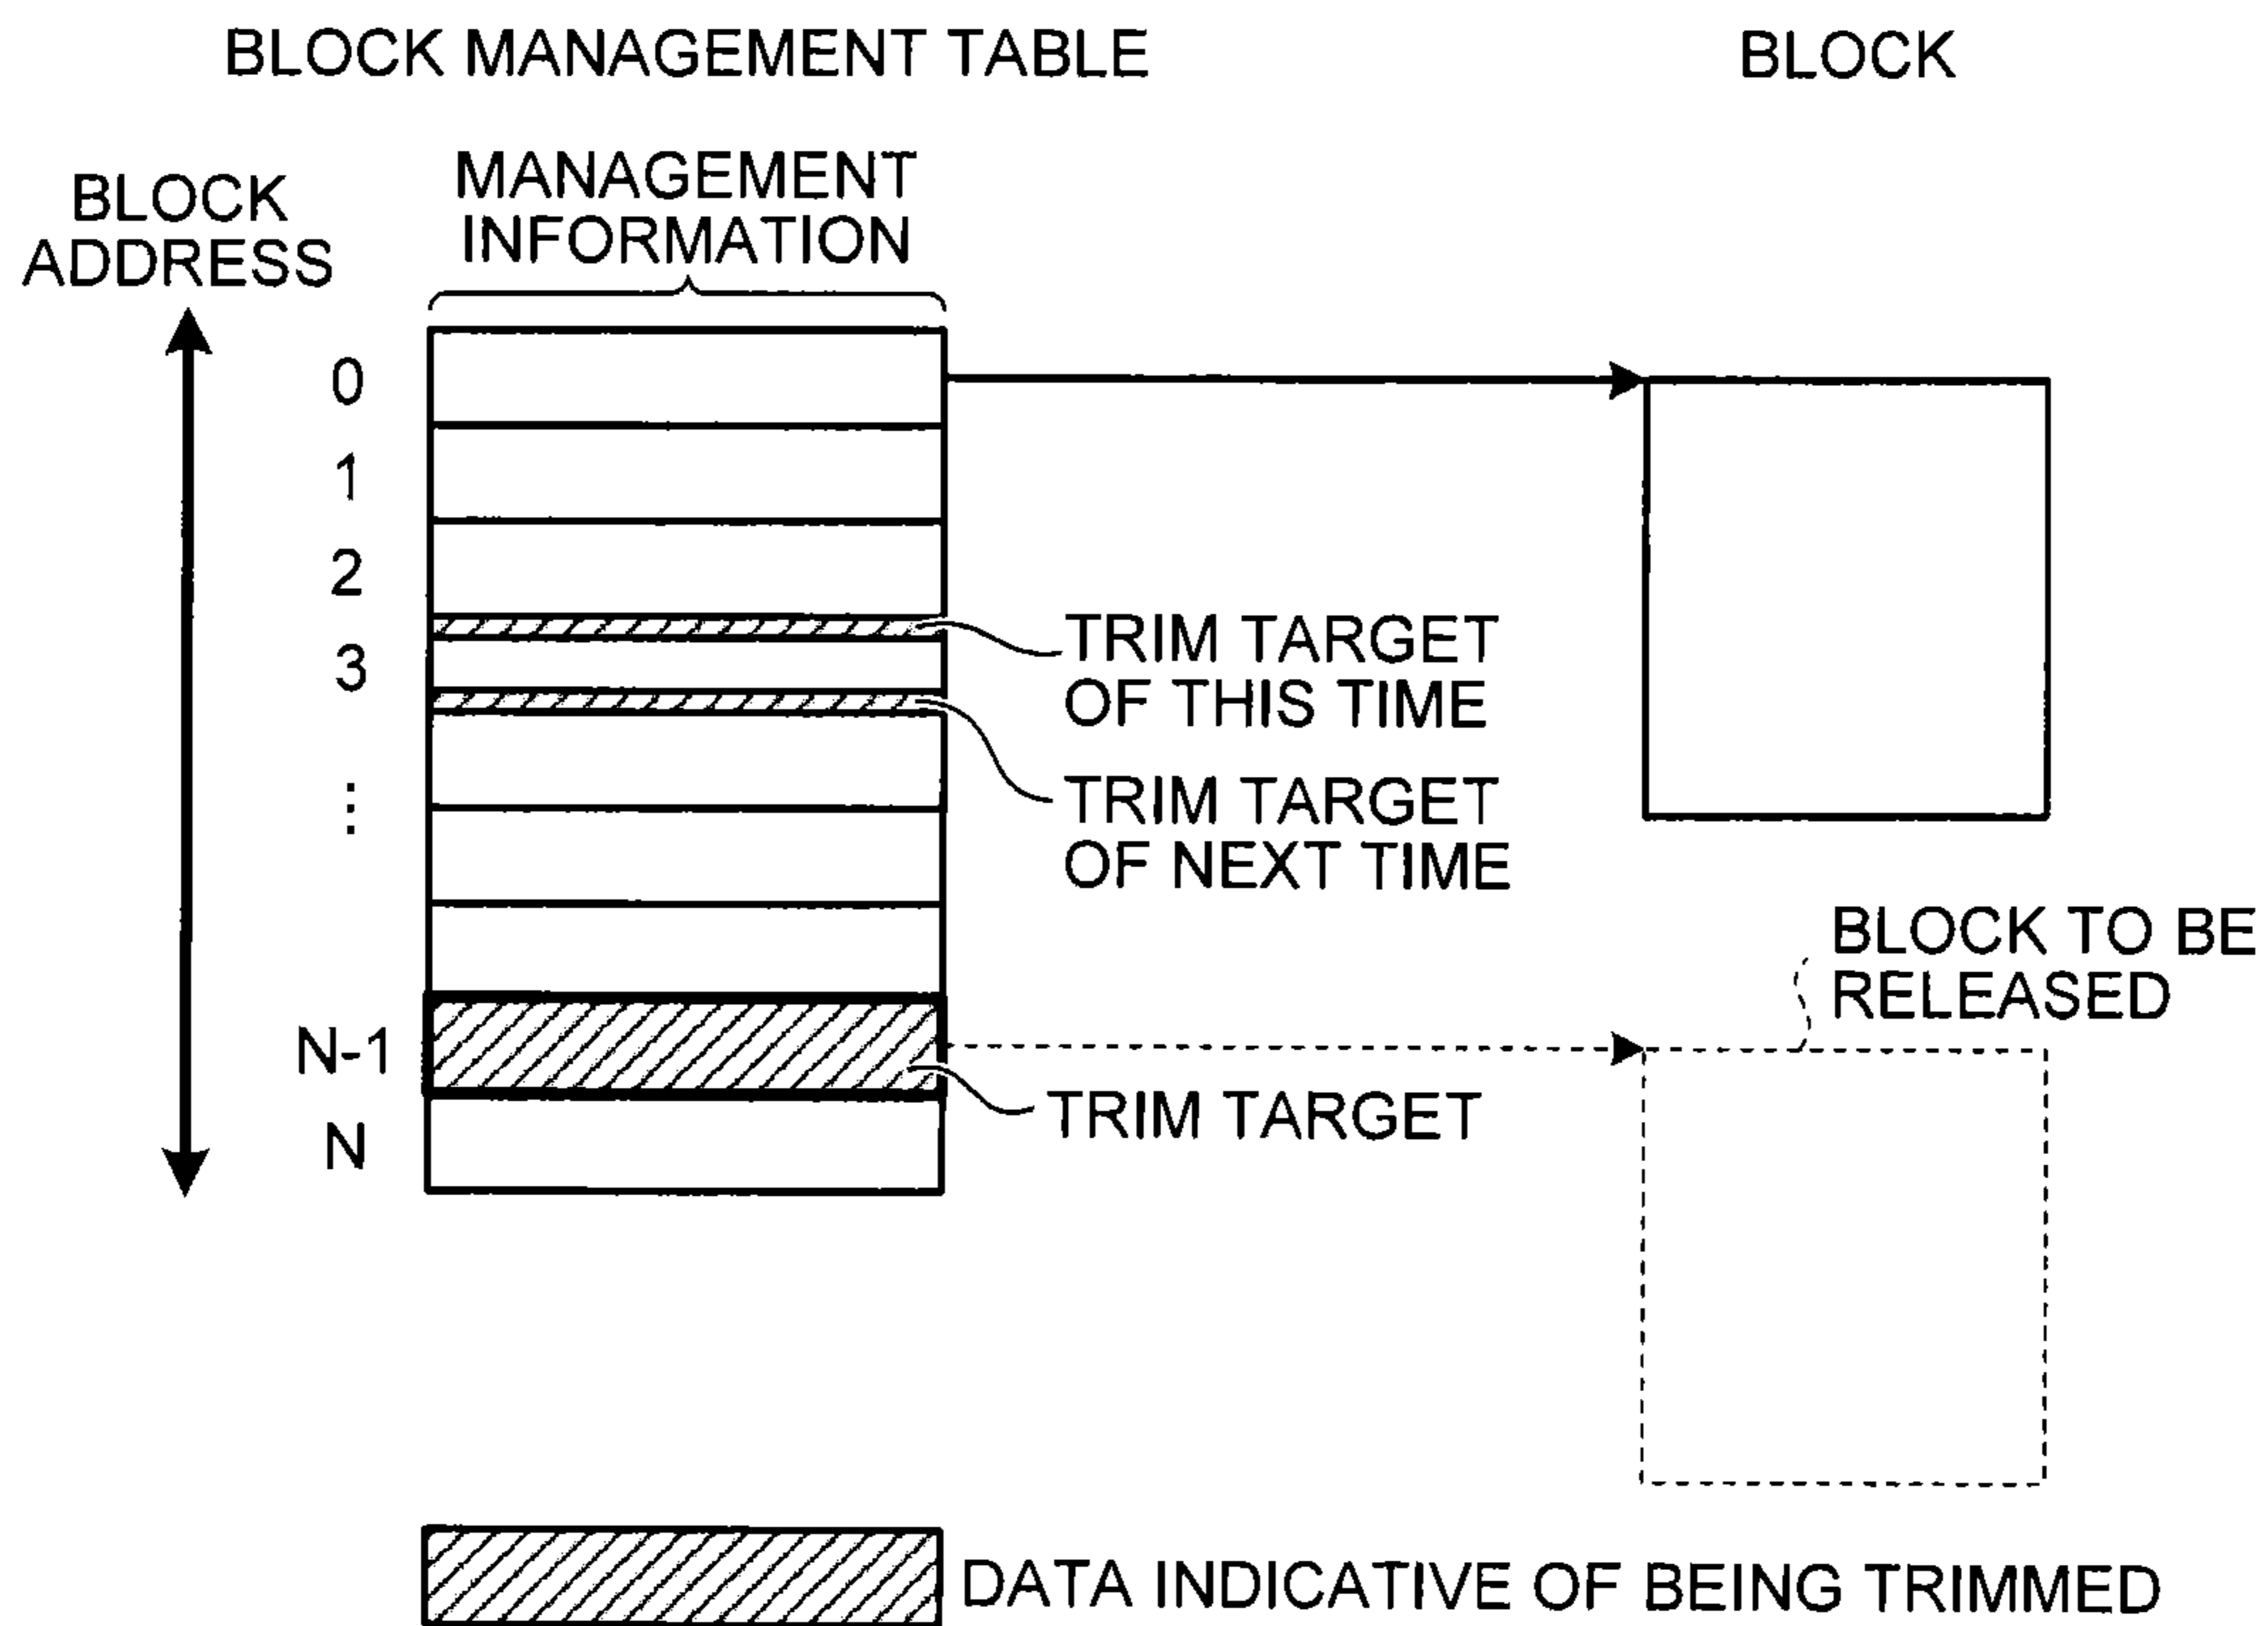 BLOCK MANAGEMENT TABLE
BLOCK
BLOCK
ADDRESS
MANAGEMENT
INFORMATION
0
1
2
3
⋮
N-1
N
TRIM TARGET
OF THIS TIME
TRIM TARGET
OF NEXT TIME
BLOCK TO BE
RELEASED
TRIM TARGET
DATA INDICATIVE OF BEING TRIMMED